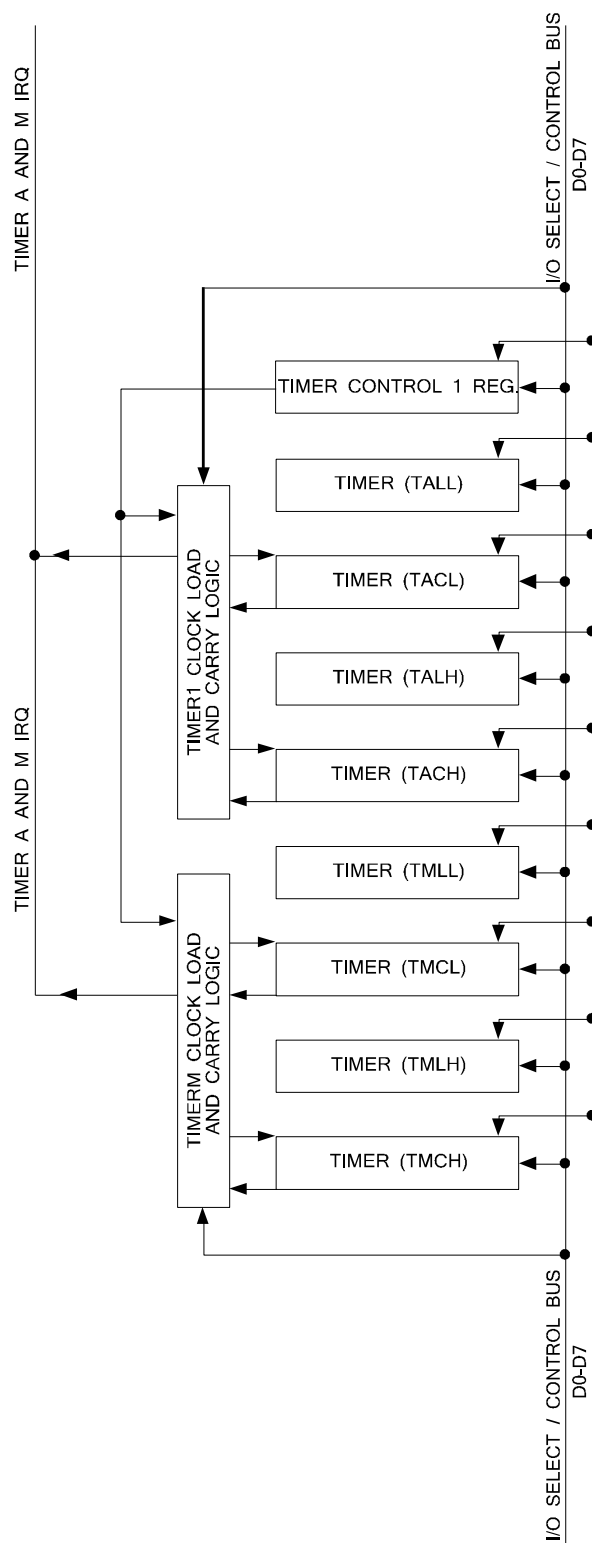 TIMER A AND M IRQ
I/O SELECT / CONTROL BUS
D0-D7
TIMER CONTROL 1 REG.
TIMER (TALL)
TIMER1 CLOCK LOAD
AND CARRY LOGIC
TIMER (TACL)
TIMER (TALH)
TIMER (TACH)
TIMER A AND M IRQ
TIMER (TMLL)
TIMERM CLOCK LOAD
AND CARRY LOGIC
TIMER (TMCL)
TIMER (TMLH)
TIMER (TMCH)
I/O SELECT / CONTROL BUS
D0-D7